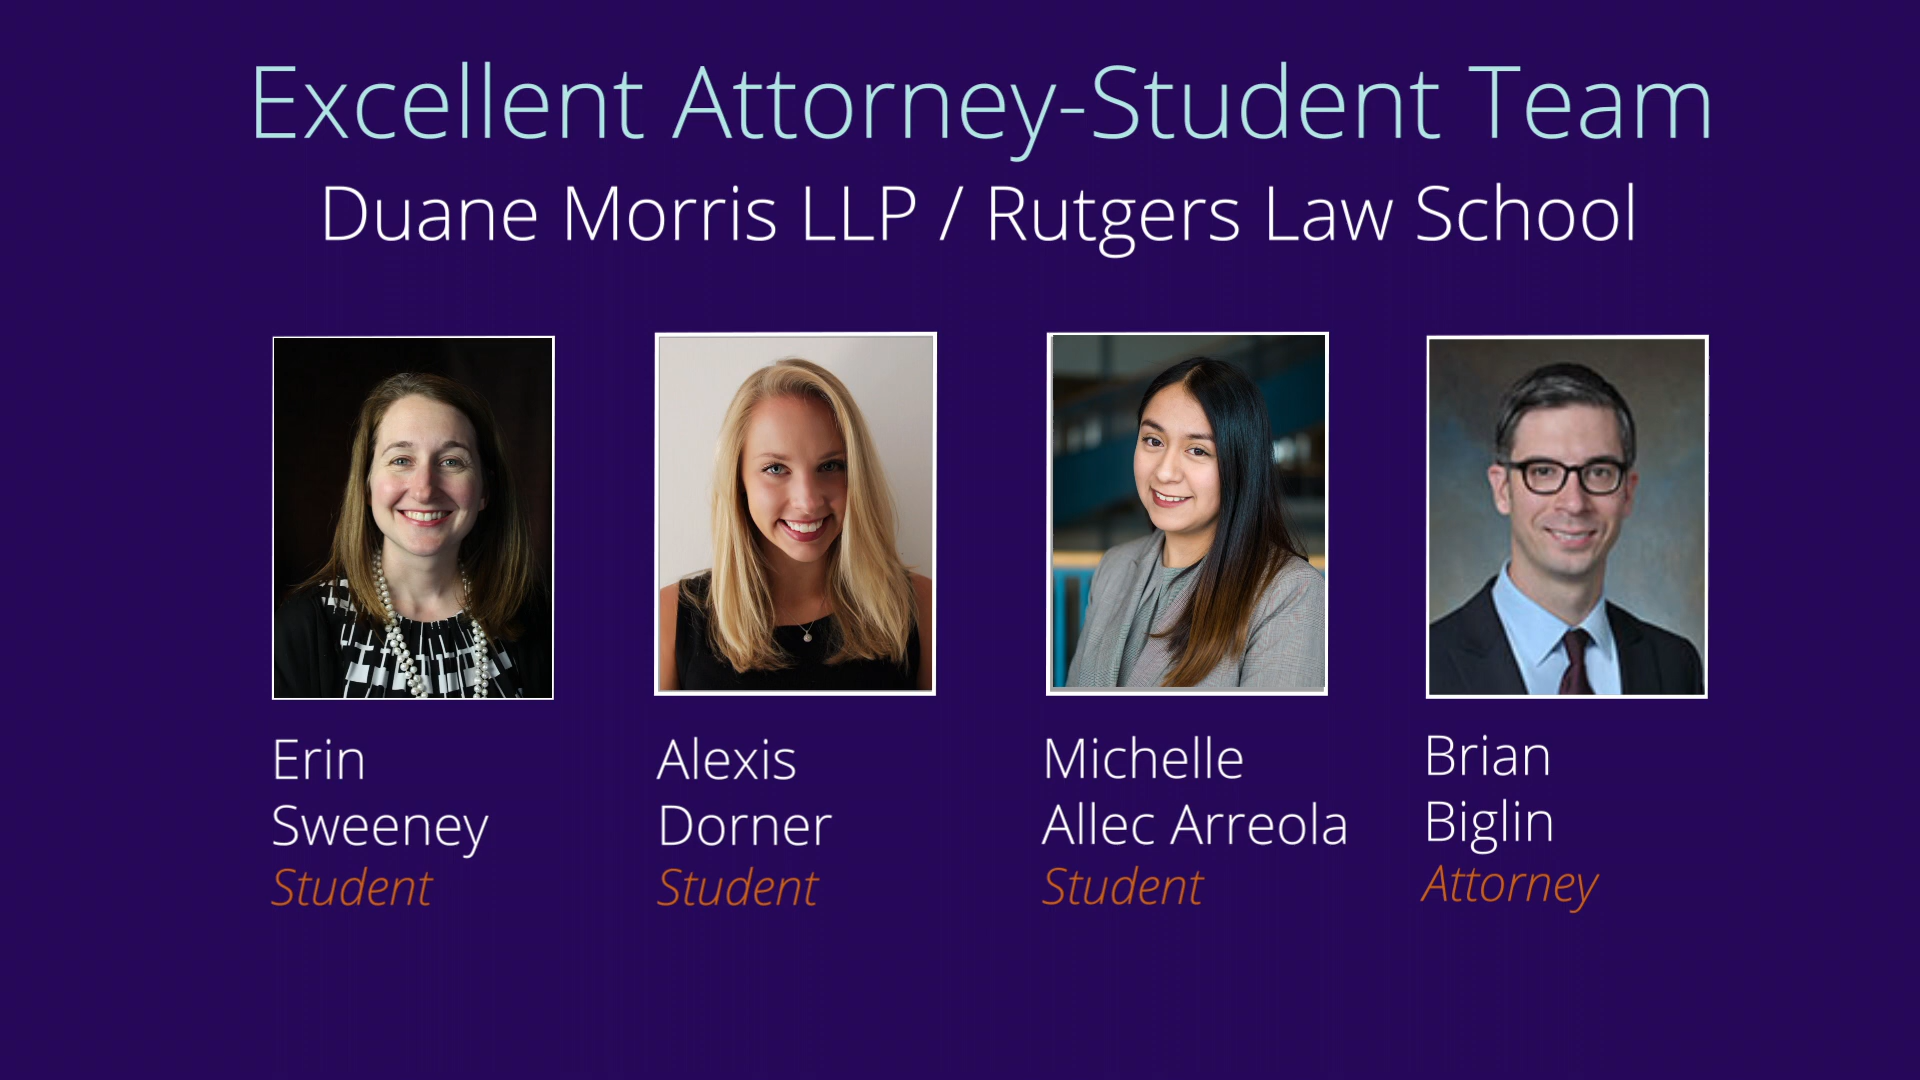 Excellent Attorney-Student Team
Duane Morris LLP / Rutgers Law School
Erin
Sweeney
Student
Alexis
Dorner
Student
Michelle
Allec Arreola
Student
Brian
Biglin
Attorney